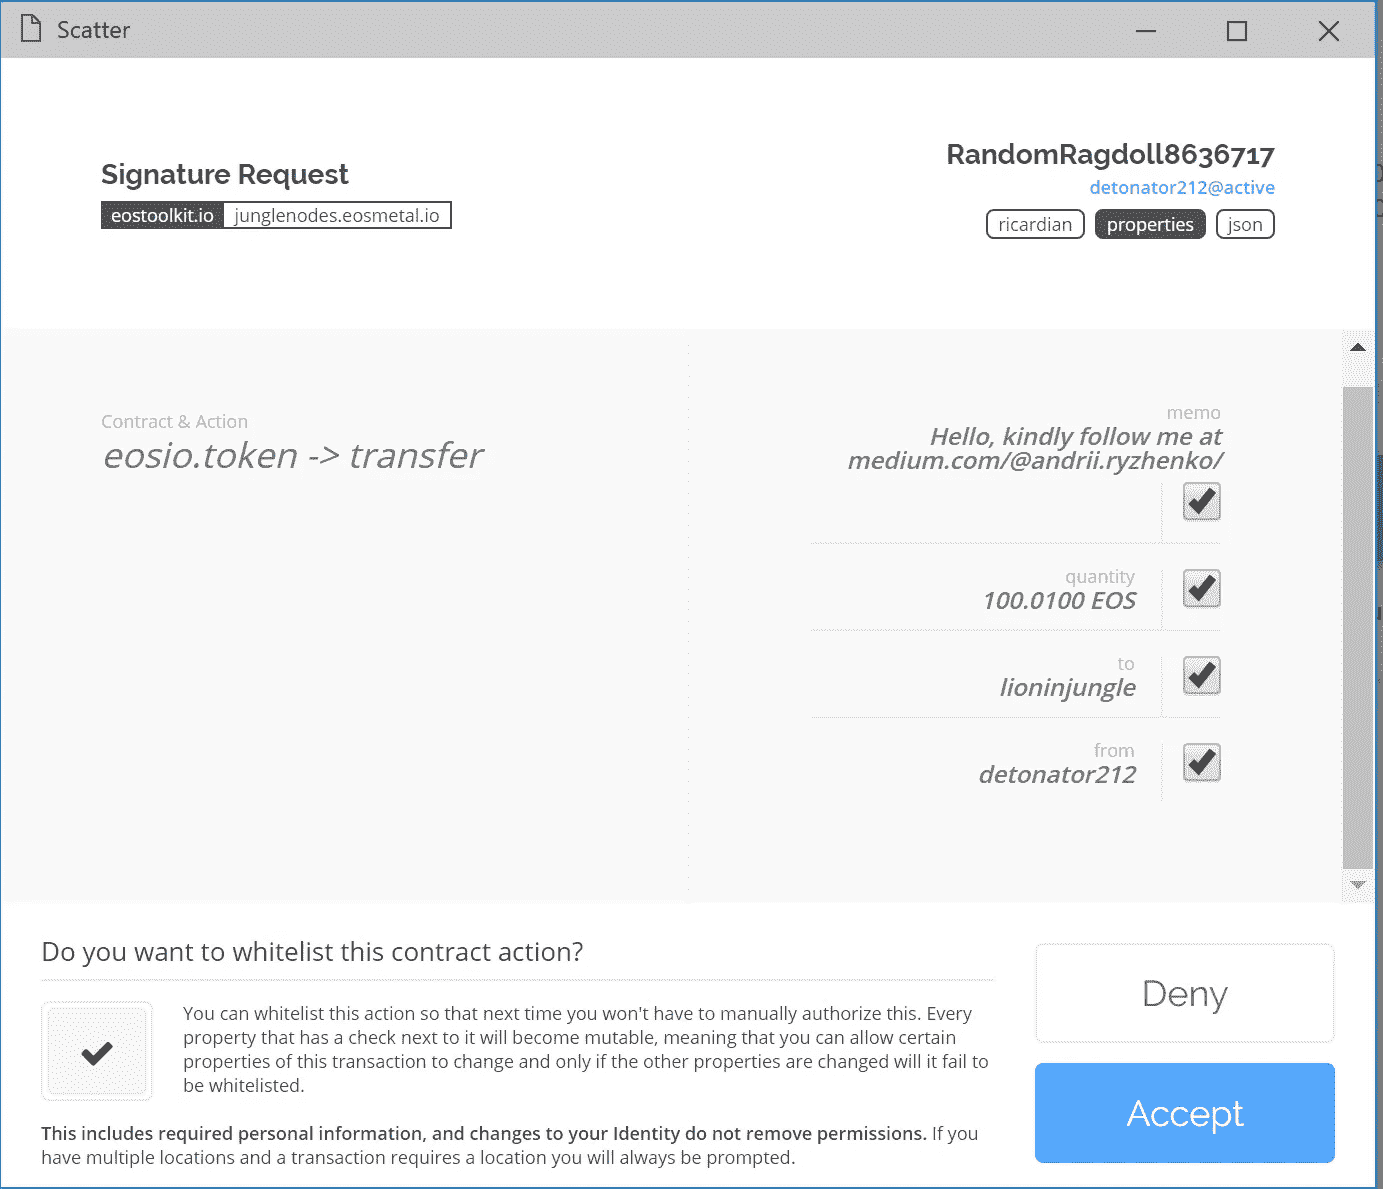 Scatter
Signature Request
eostoolkit.io junglenodes.eosmetal.io
RandomRagdoll8636717
detonator212@active
ricardian properties json
Contract & Action
eosio.token -> transfer
memo
Hello, kindly follow me at
medium.com/@andrii.ryzhenko/
quantity
100.0100 EOS
to
lioninjungle
from
detonator212
Do you want to whitelist this contract action?
You can whitelist this action so that next time you won't have to manually authorize this. Every
property that has a check next to it will become mutable, meaning that you can allow certain
properties of this transaction to change and only if the other properties are changed will it fail to
be whitelisted.
This includes required personal information, and changes to your Identity do not remove permissions. If you
have multiple locations and a transaction requires a location you will always be prompted.
Deny
Accept